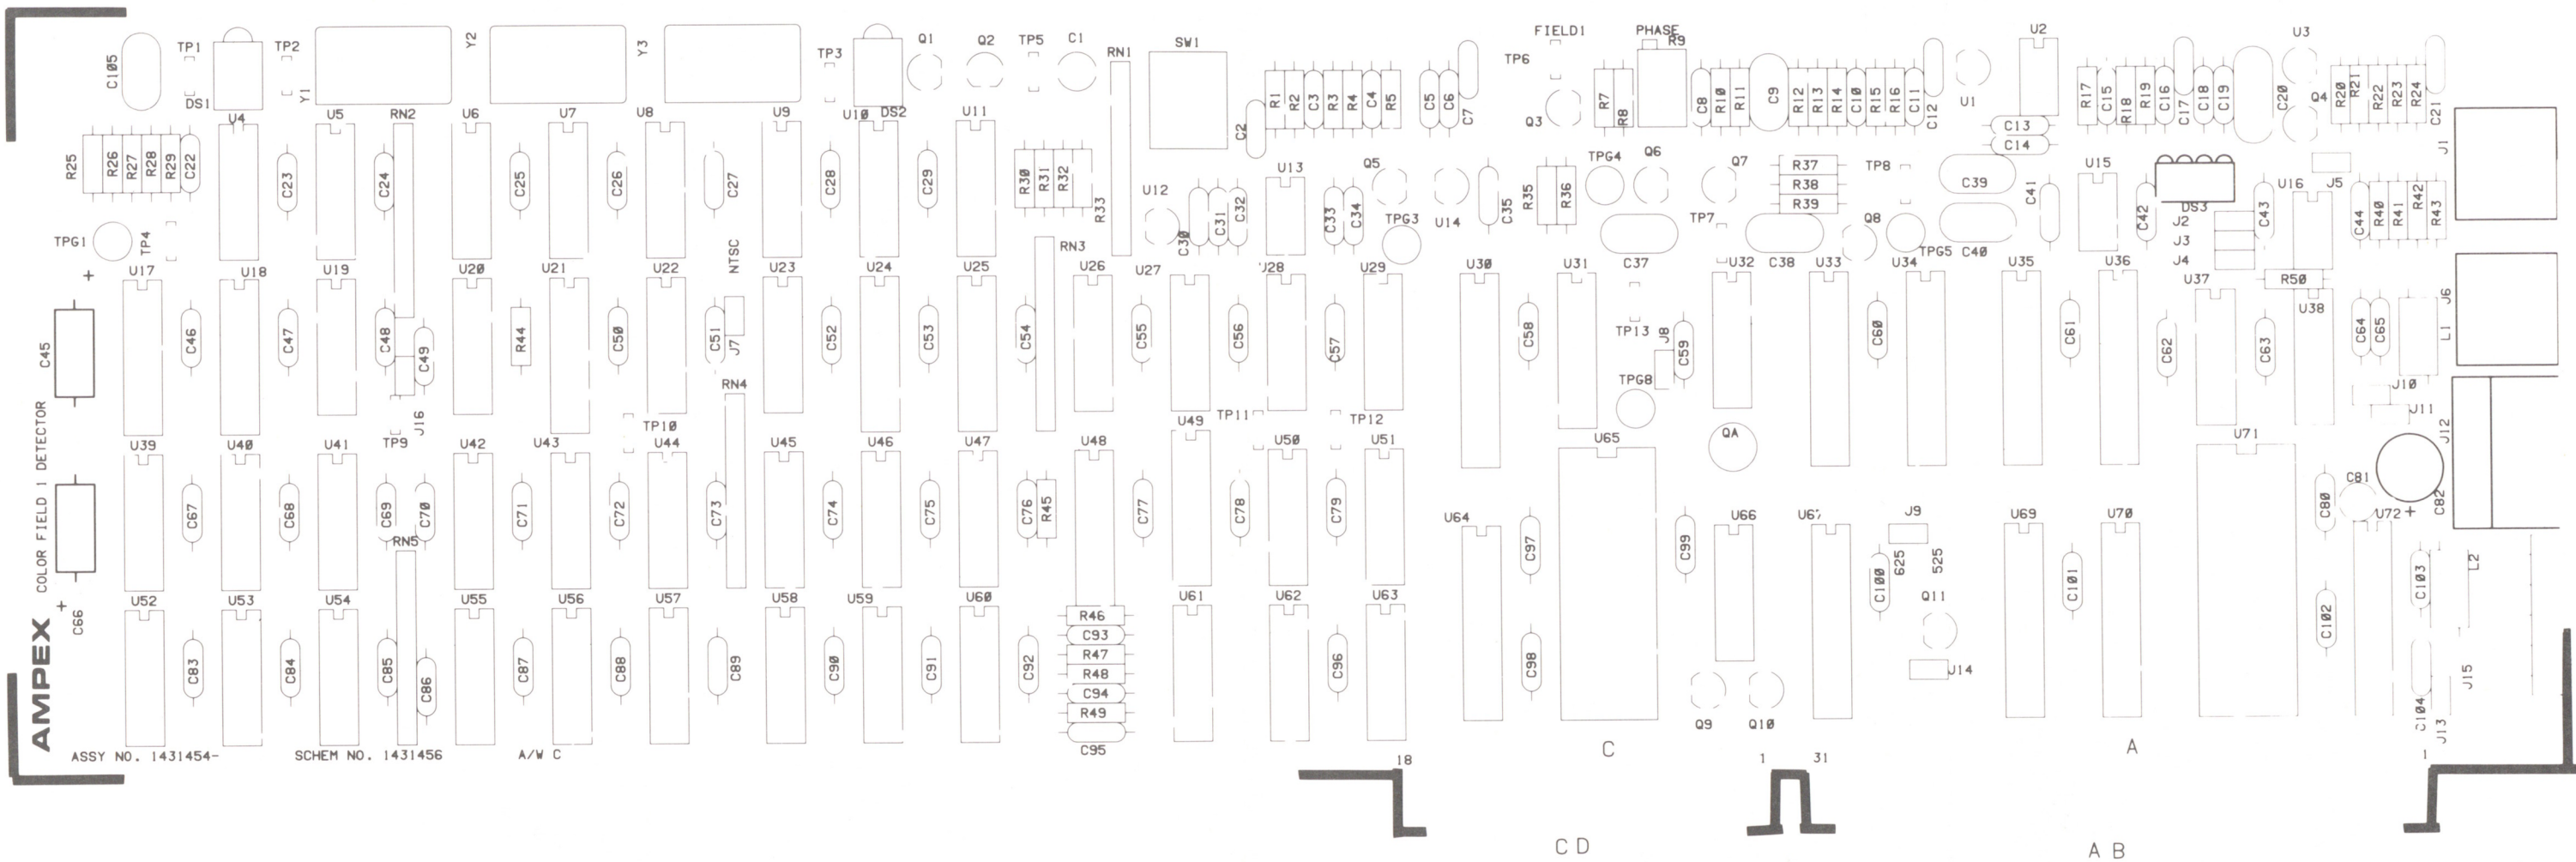 FIELD1 PHASE
TP1 TP2 Y2 Y3 TP3 Q1 Q2 TP5 C1 RN1 SW1 TP6 R9 U2 U3
C105 DS1 Y1 U4 U5 RN2 U6 U7 U8 U9 U10 DS2 U11
R1 R2 C3 R3 R4 C4 R5 C5 C6 C7 Q3 R7 R8 C8 R10 R11 C9 R12 R13 R14 C10 R15 R16 C11 C12 U1 R17 C15 R18 R19 C16 C17 C18 C19 C20 Q4 R20 R21 R22 R23 R24 C21
C2 C13 C14 J1
R25 R26 R27 R28 R29 C22 C23 C24 C25 C26 C27 C28 C29 R30 R31 R32 R33 U12 C30 C31 C32 U13 C33 C34 Q5 TPG3 U14 C35 R35 R36 TPG4 Q6 Q7 R37 R38 R39 TP8 C39 C41 U15 C42 DS3 C43 U16 J5 C44 R40 R41 R42 R43
TPG1 TP4 NTSC RN3 C37 TP7 C38 Q8 TPG5 C40 J2 J3 J4
+
U17 U18 U19 U20 U21 U22 U23 U24 U25 U26 U27 J28 U29 U30 U31 U32 U33 U34 U35 U36 U37 R50 U38 J6
C45 C46 C47 C48 C49 R44 C50 C51 J7 C52 C53 C54 C55 C56 C57 C58 TP13 J8 C59 C60 C61 C62 C63 C64 C65 L1
RN4 TPG8 J10 J11 J12
J16 TP9 TP10 TP11 TP12 QA
U39 U40 U41 U42 U43 U44 U45 U46 U47 U48 U49 U50 U51 U65 U71
C67 C68 C69 C70 C71 C72 C73 C74 C75 C76 R45 C77 C78 C79 C80 C81 C82
+
RN5 U64 C97 C99 U66 U67 J9 625 525 U69 U70 U72
+
C66 C100 C101 C102 C103 L2
U52 U53 U54 U55 U56 U57 U58 U59 U60 U61 U62 U63 Q11
R46
C93
R47
R48
C94
R49
C95
C83 C84 C85 C86 C87 C88 C89 C90 C91 C92 C96 C98 Q9 Q10 J14 C104 J13 J15
AMPEX COLOR FIELD 1 DETECTOR
ASSY NO. 1431454- SCHEM NO. 1431456 A/W C
18 C 1 31 A 1
C D A B